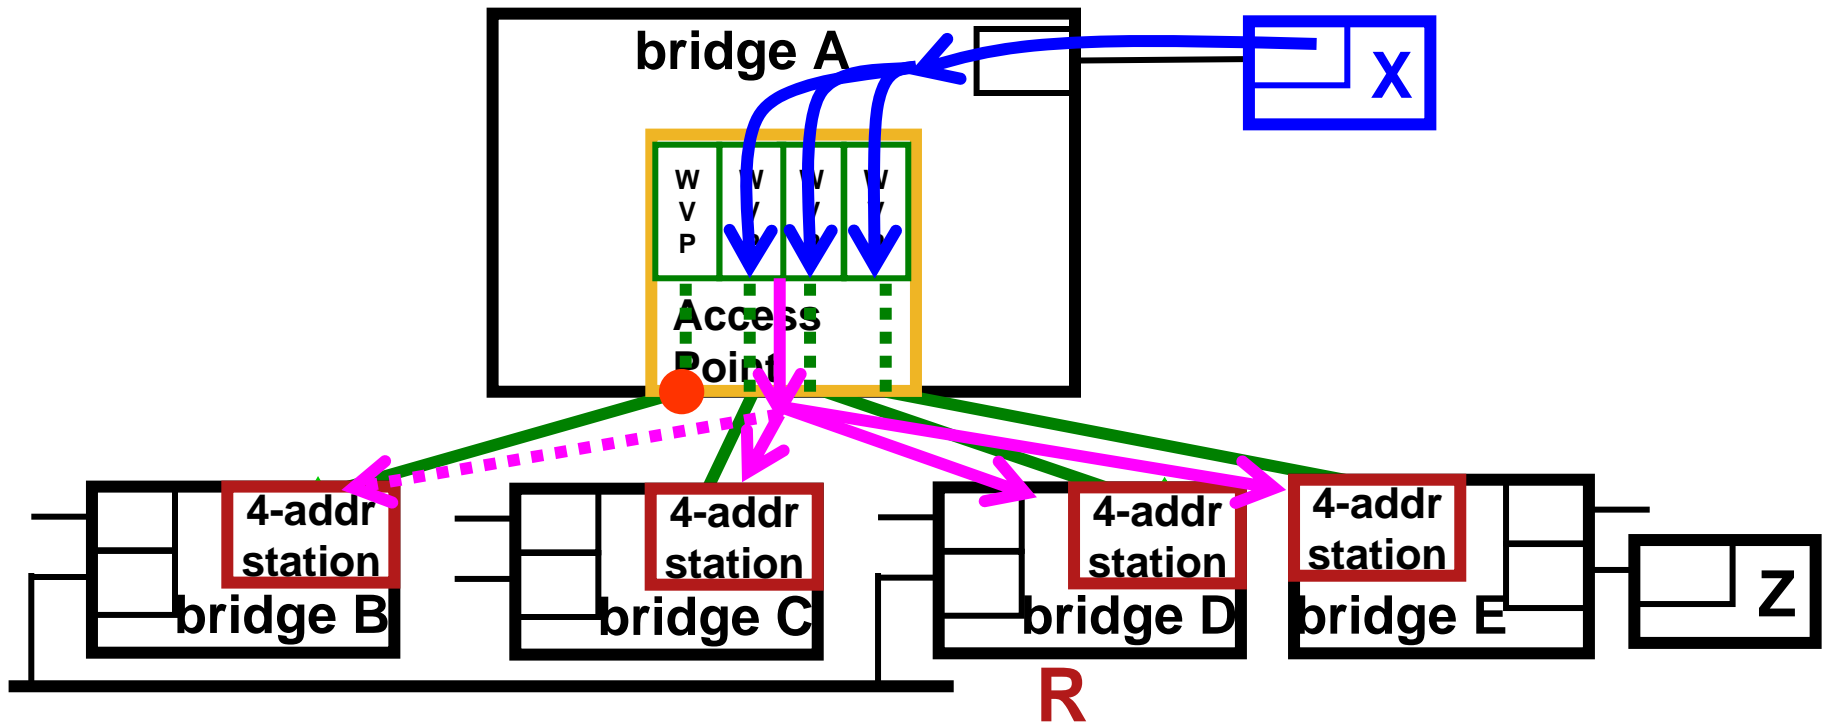 bridge A
X
W W W W
V V V V
P P P P
Access
Point
4-addr
station
bridge B
4-addr
station
bridge C
4-addr
station
bridge D
4-addr
station
bridge E
Z
R